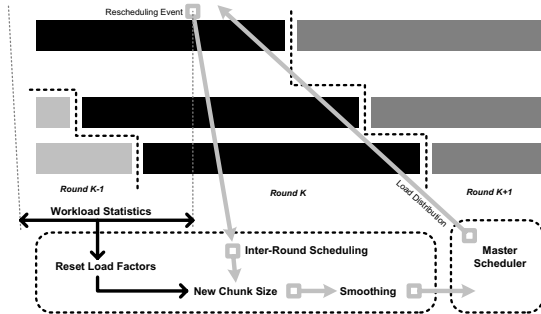 Rescheduling Event
Round K-1
Round K
Round K+1
Load Distribution
Workload Statistics
Inter-Round Scheduling
Master
Scheduler
Reset Load Factors
New Chunk Size
Smoothing